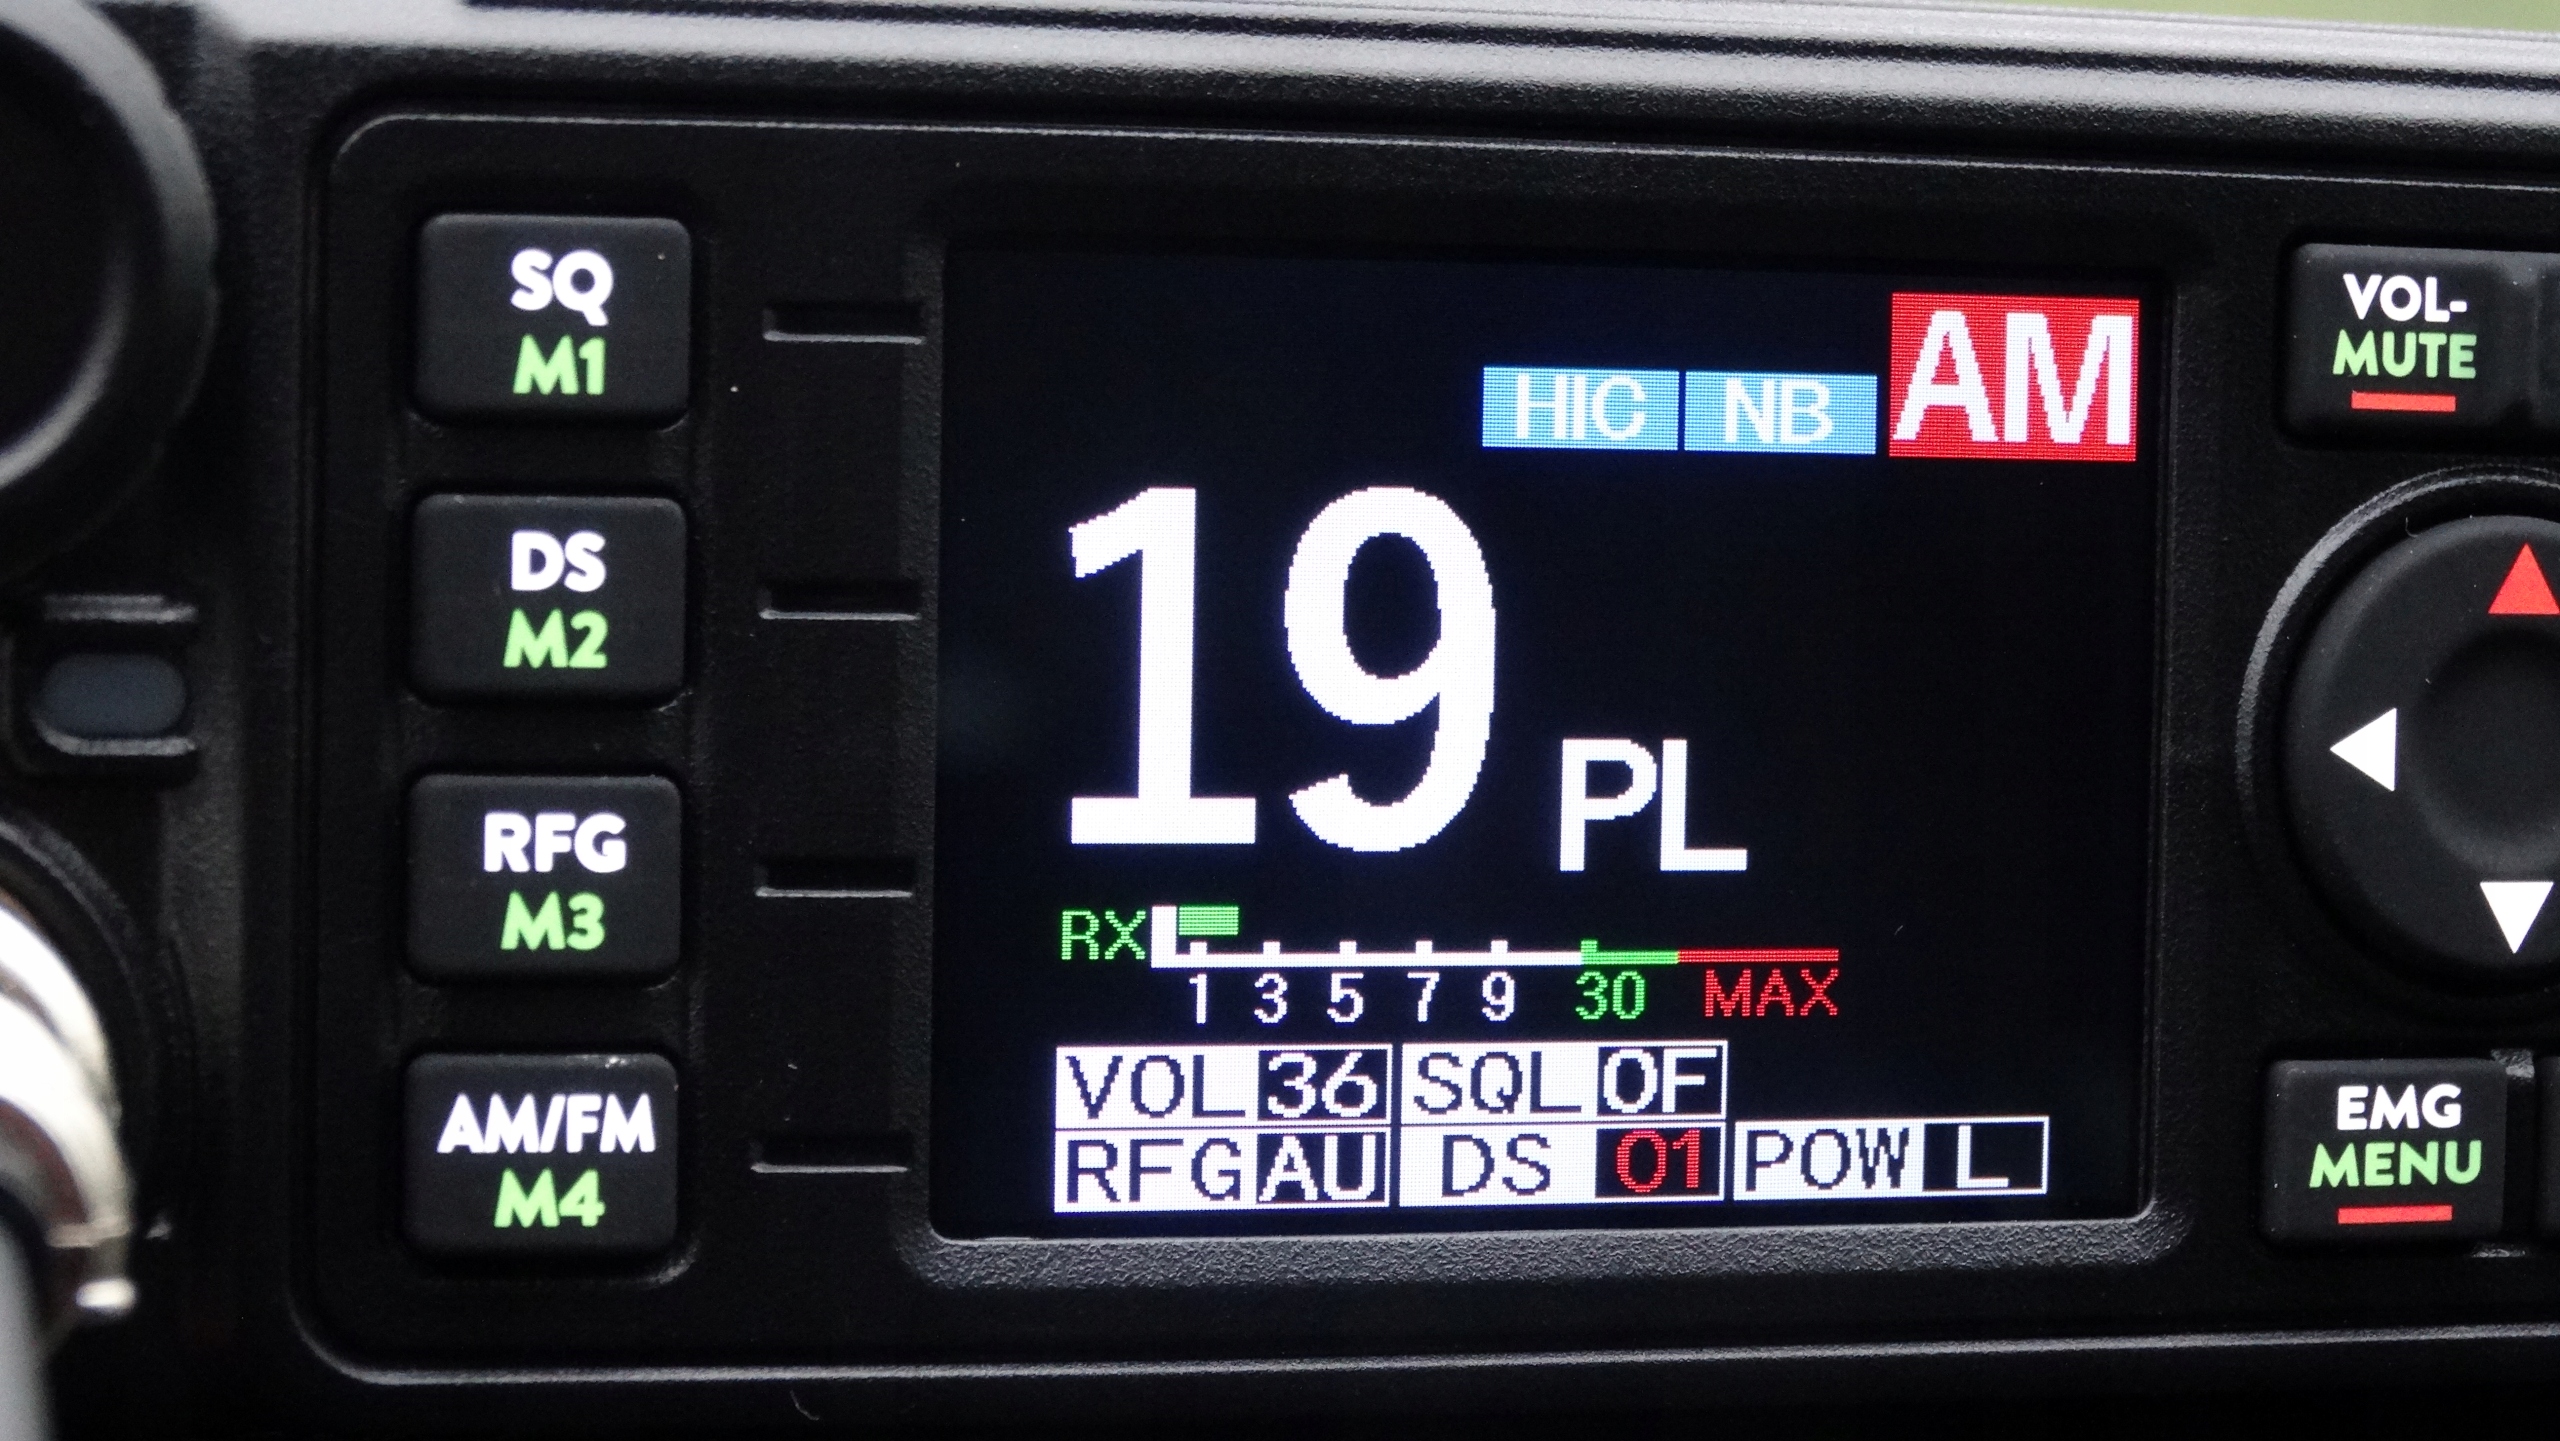 SQ
M1
DS
M2
RFG
M3
AM/FM
M4
HIC NB AM
19 PL
RX
1 3 5 7 9 30 MAX
VOL 36 SQL OF
RFG AU DS 01 POW L
VOL-
MUTE
EMG
MENU